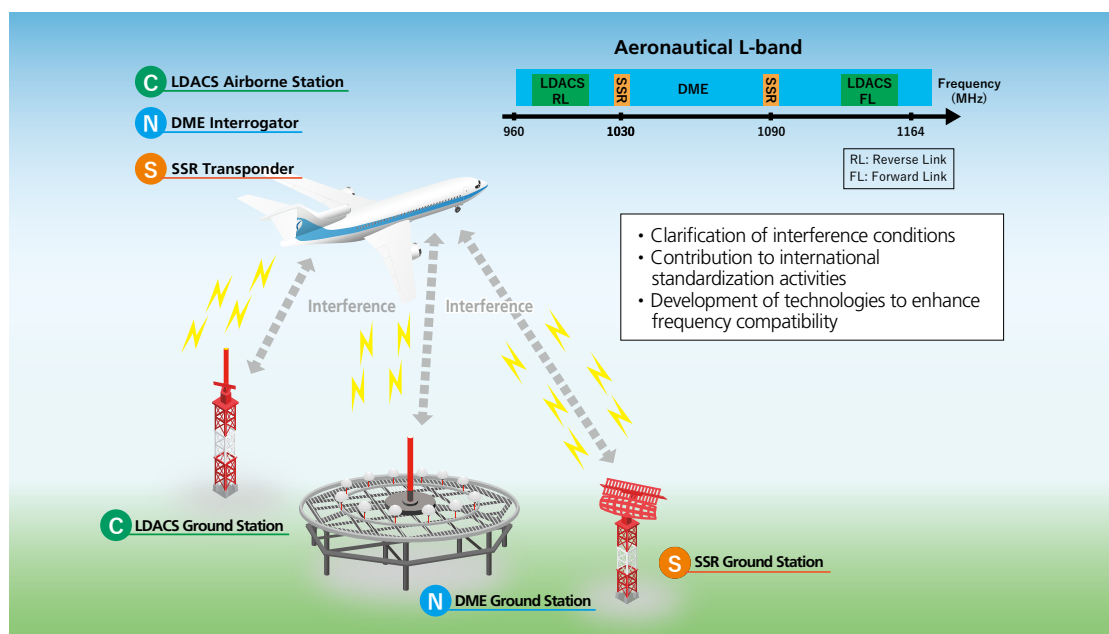 Aeronautical L-band
C LDACS Airborne Station
N DME Interrogator
S SSR Transponder
LDACS
RL
SSR
DME
SSR
LDACS
FL
Frequency
(MHz)
960
1030
1090
1164
RL: Reverse Link
FL: Forward Link
• Clarification of interference conditions
• Contribution to international
standardization activities
• Development of technologies to enhance
frequency compatibility
Interference
Interference
C LDACS Ground Station
N DME Ground Station
S SSR Ground Station